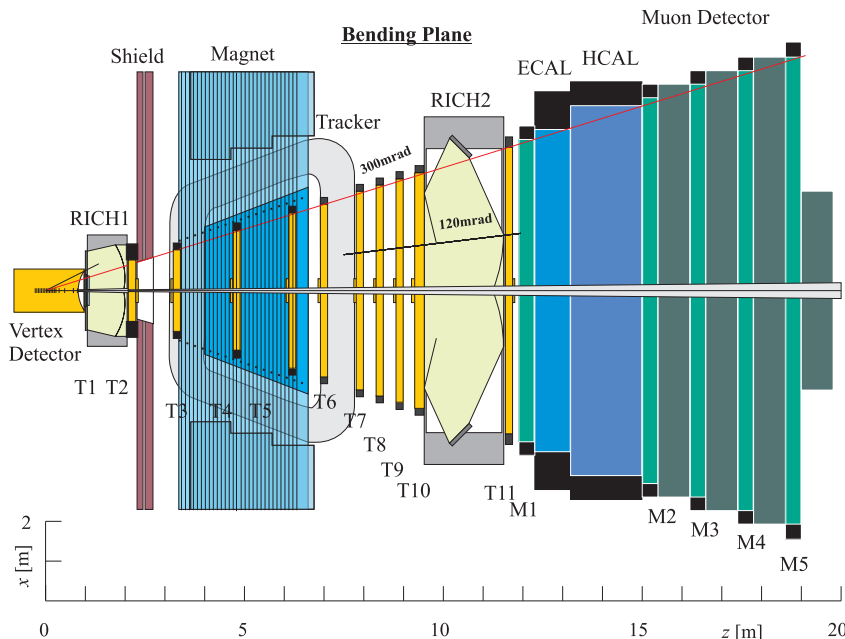 Bending Plane
Muon Detector
Shield
Magnet
ECAL
HCAL
RICH2
Tracker
300mrad
RICH1
120mrad
Vertex
Detector
T1
T2
T3
T4
T5
T6
T7
T8
T9
T10
T11
M1
M2
M3
M4
M5
2
x [m]
0
5
10
15
z [m]
20